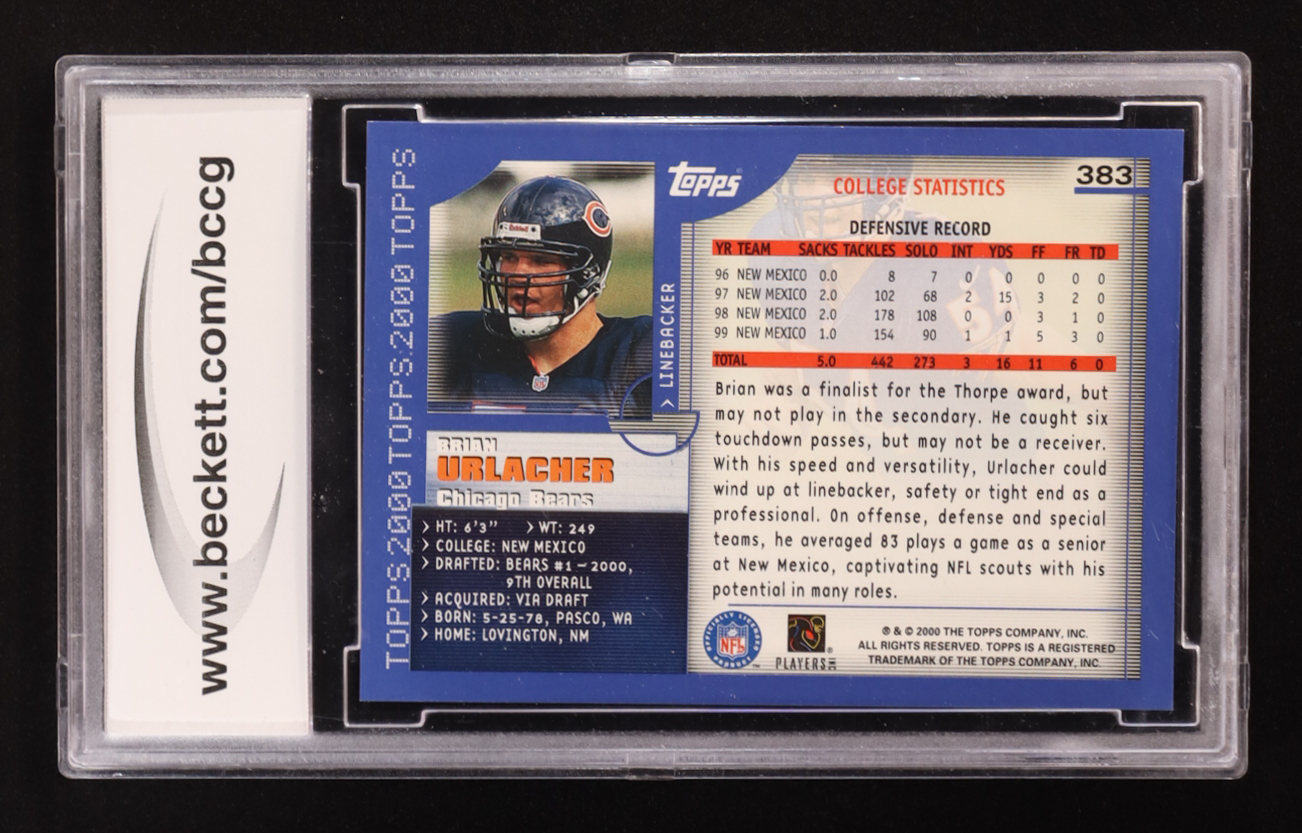 www.beckett.com/bccg
TOPPS:2000TOPPS:2000TOPPS
Riddell
C
> LINEBACKER
BRIAN
URLACHER
Chicago Bears
> HT: 6'3" > WT: 249
> COLLEGE: NEW MEXICO
> DRAFTED: BEARS #1 – 2000,
9TH OVERALL
> ACQUIRED: VIA DRAFT
> BORN: 5-25-78, PASCO, WA
> HOME: LOVINGTON, NM
Topps
COLLEGE STATISTICS
383
DEFENSIVE RECORD
YR TEAM SACKS TACKLES SOLO INT YDS FF FR TD
96 NEW MEXICO 0.0 8 7 0 0 0 0 0
97 NEW MEXICO 2.0 102 68 2 15 3 2 0
98 NEW MEXICO 2.0 178 108 0 0 3 1 0
99 NEW MEXICO 1.0 154 90 1 1 5 3 0
TOTAL 5.0 442 273 3 16 11 6 0
Brian was a finalist for the Thorpe award, but
may not play in the secondary. He caught six
touchdown passes, but may not be a receiver.
With his speed and versatility, Urlacher could
wind up at linebacker, safety or tight end as a
professional. On offense, defense and special
teams, he averaged 83 plays a game as a senior
at New Mexico, captivating NFL scouts with his
potential in many roles.
OFFICIALLY LICENSED
NFL
PRODUCT
PLAYERS INC
® & © 2000 THE TOPPS COMPANY, INC.
ALL RIGHTS RESERVED. TOPPS IS A REGISTERED
TRADEMARK OF THE TOPPS COMPANY, INC.